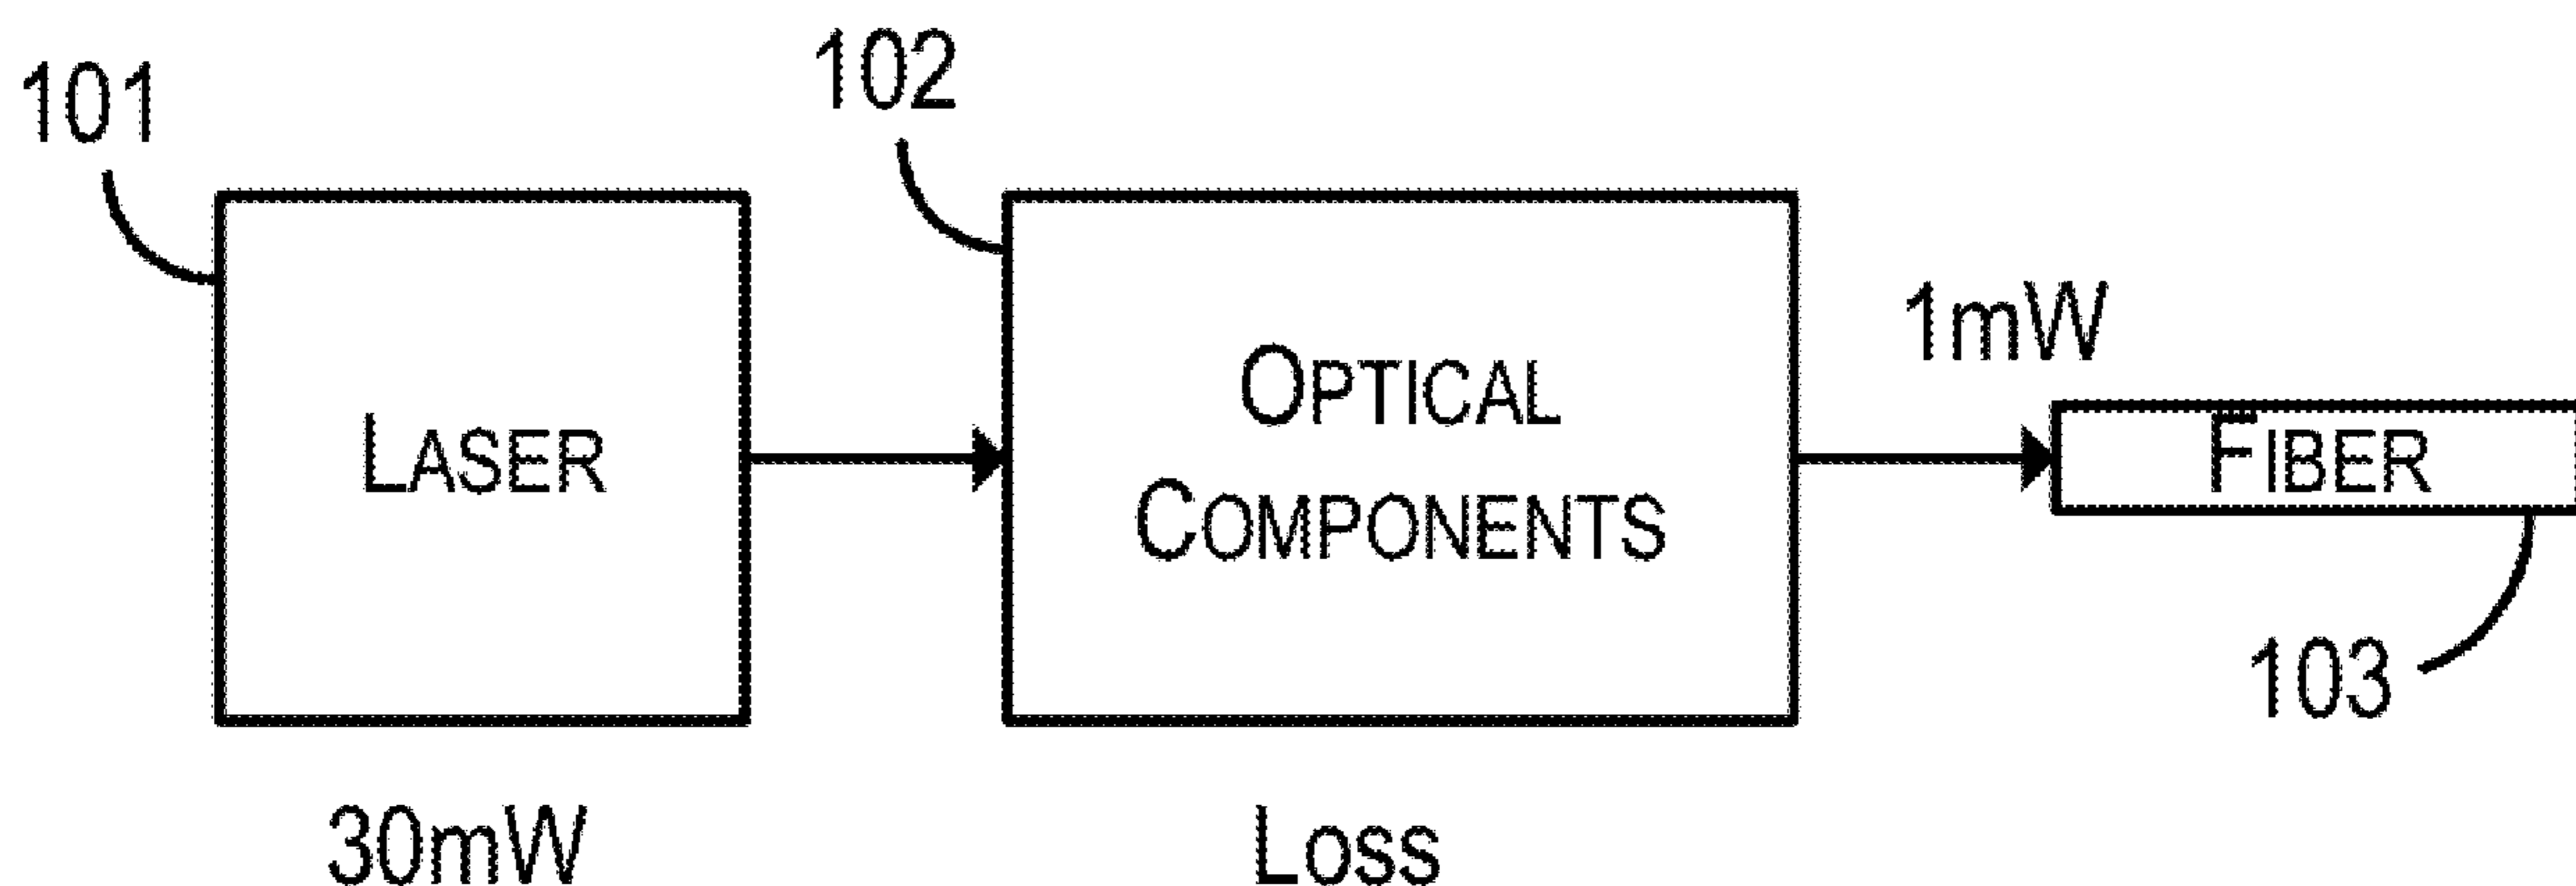 101
102
1mW
LASER
OPTICAL
COMPONENTS
FIBER
103
30mW
LOSS